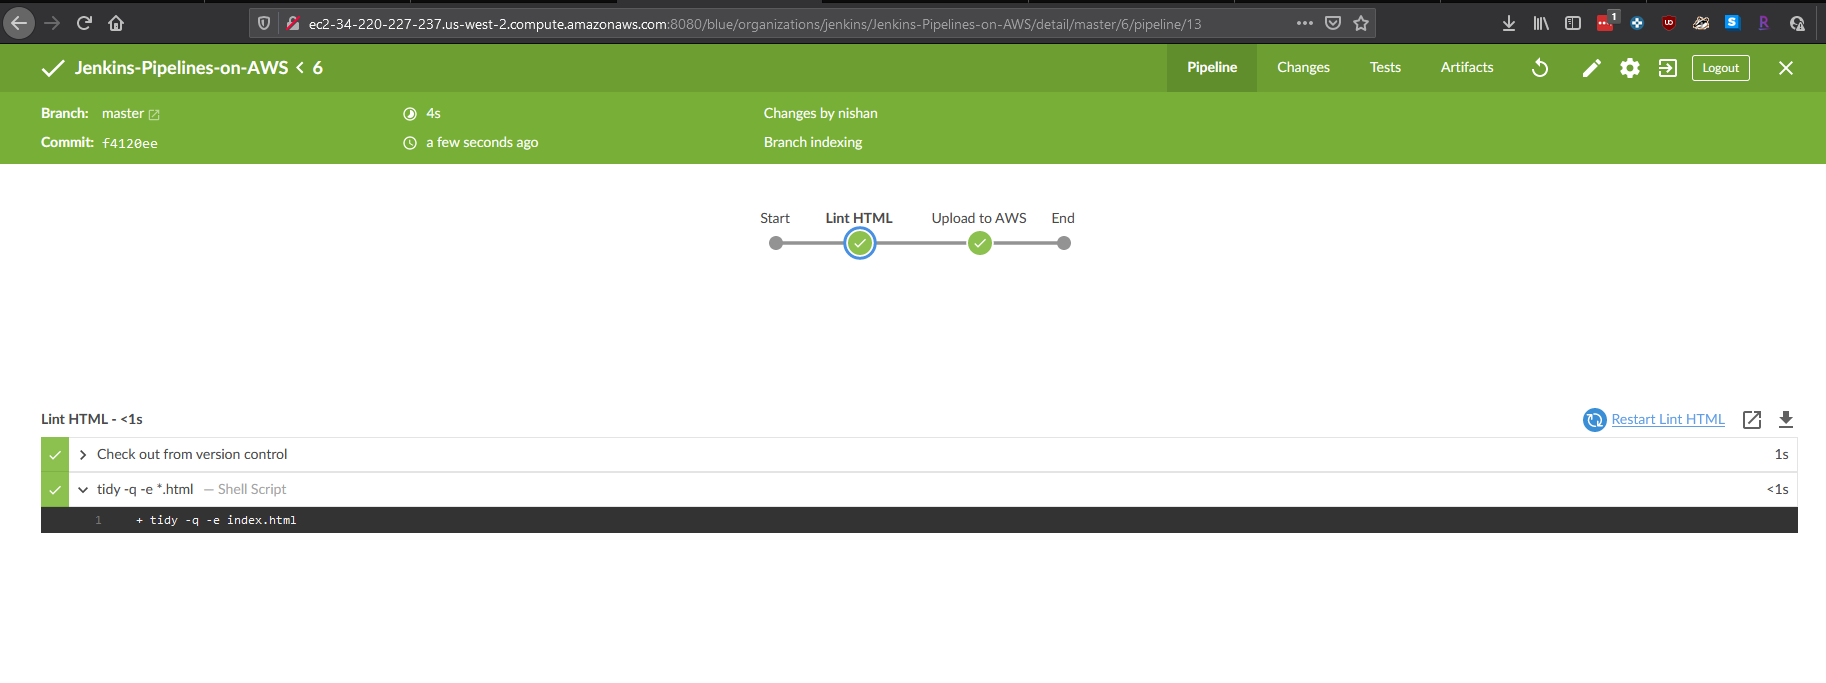 ec2-34-220-227-237.us-west-2.compute.amazonaws.com:8080/blue/organizations/jenkins/Jenkins-Pipelines-on-AWS/detail/master/6/pipeline/13
1
S
R
Jenkins-Pipelines-on-AWS < 6
Pipeline
Changes
Tests
Artifacts
Logout
Branch: master
4s
Changes by nishan
Commit: f4120ee
a few seconds ago
Branch indexing
Start
Lint HTML
Upload to AWS
End
Lint HTML - <1s
Restart Lint HTML
Check out from version control
1s
tidy -q -e *.html — Shell Script
<1s
1 + tidy -q -e index.html